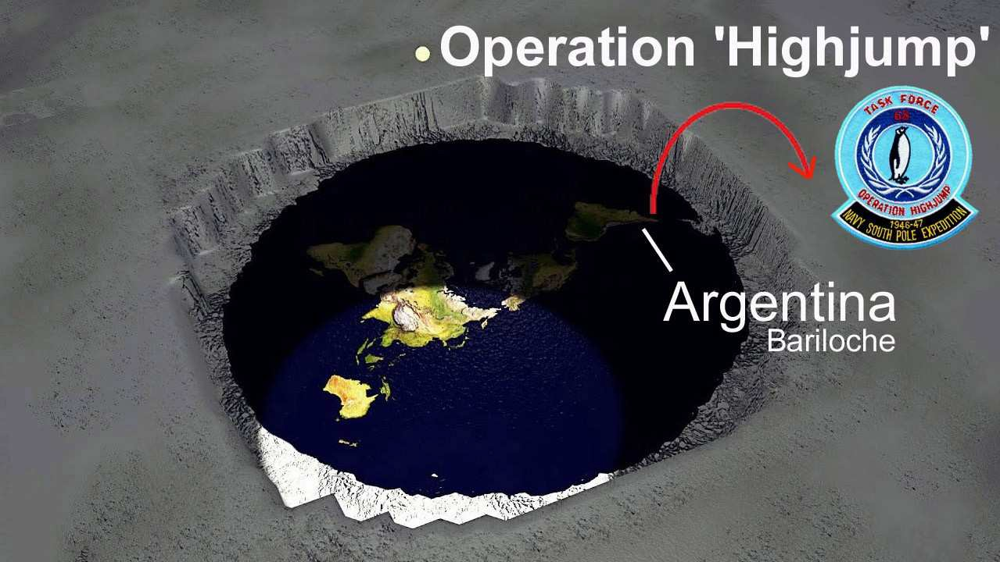 Operation 'Highjump'
TASK FORCE
68
OPERATION HIGHJUMP
1946-47
NAVY SOUTH POLE EXPEDITION
Argentina
Bariloche